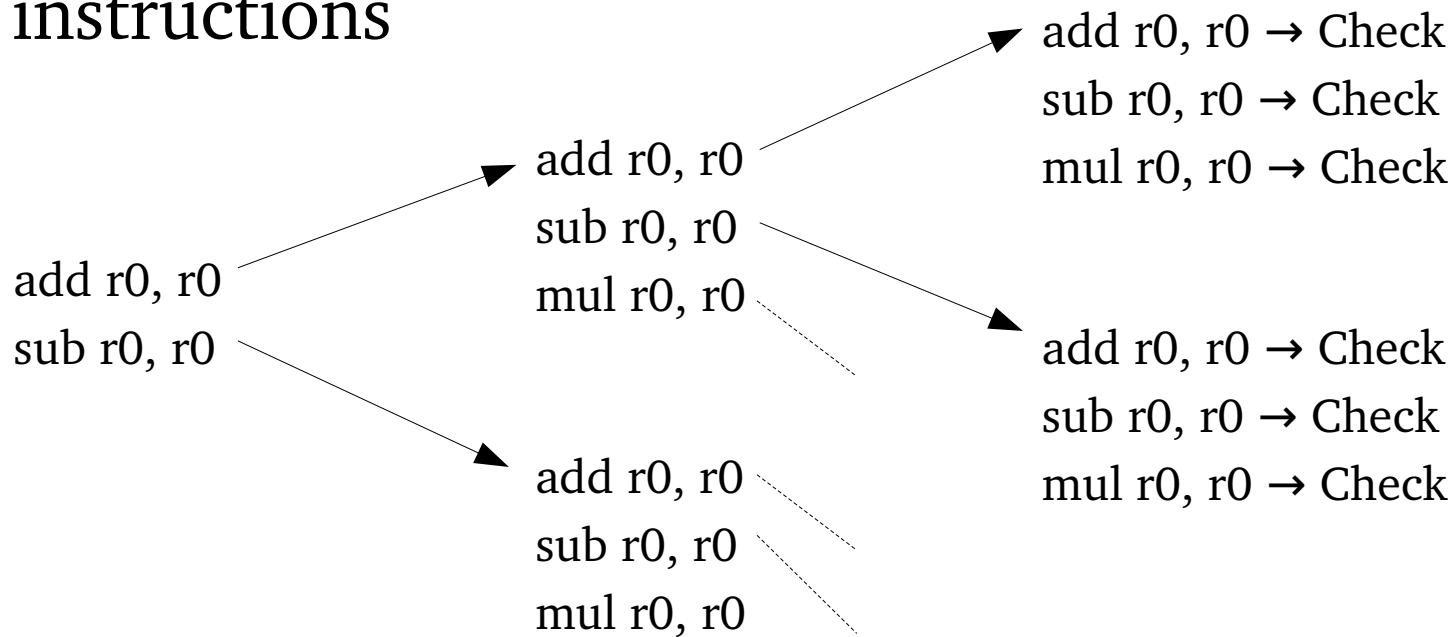 instructions
add r0, r0
sub r0, r0
add r0, r0
sub r0, r0
mul r0, r0
add r0, r0
sub r0, r0
mul r0, r0
add r0, r0 → Check
sub r0, r0 → Check
mul r0, r0 → Check
add r0, r0 → Check
sub r0, r0 → Check
mul r0, r0 → Check